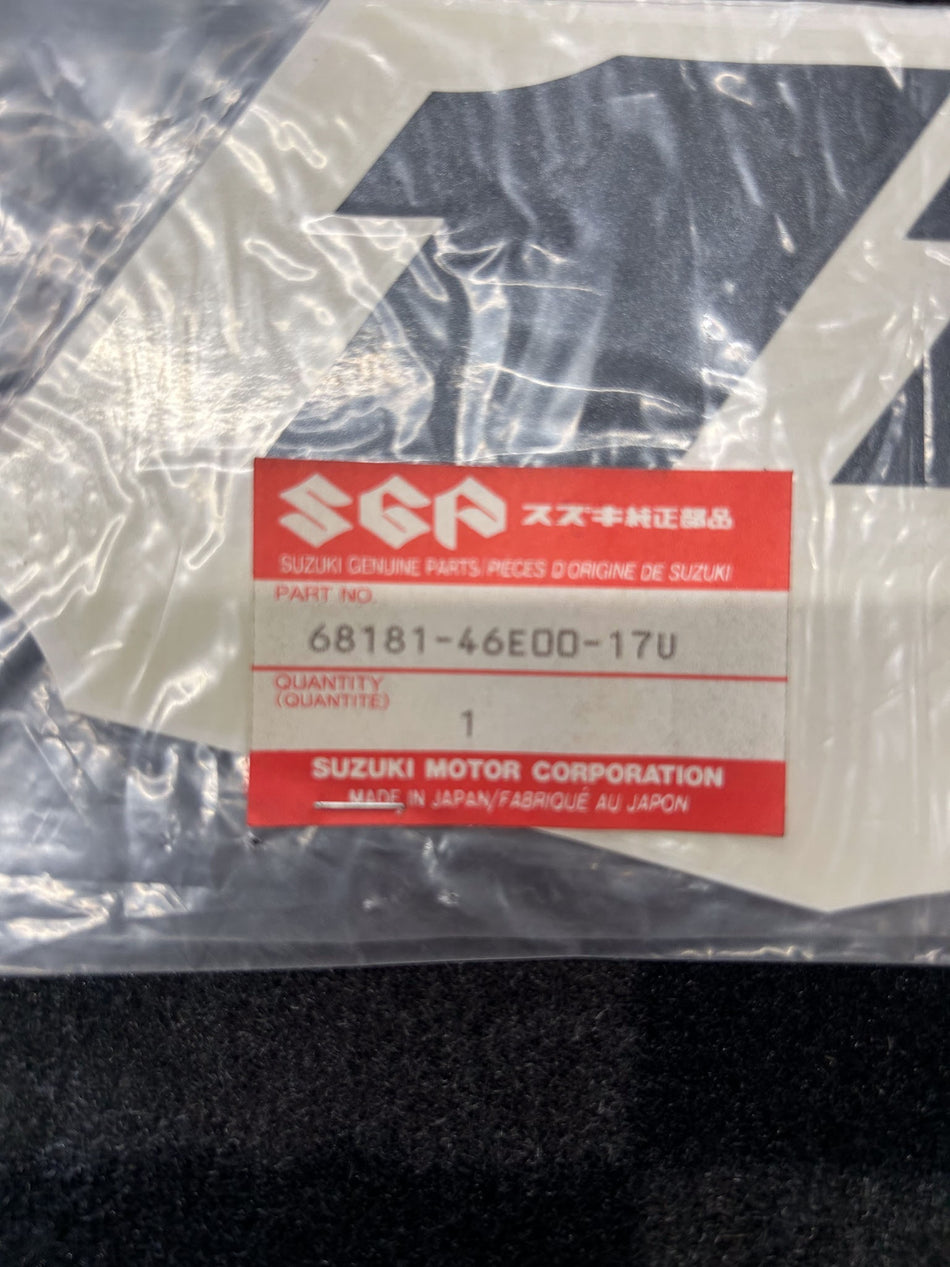 SGP スズキ純正部品
SUZUKI GENUINE PARTS/PIECES D'ORIGINE DE SUZUKI
PART NO.
68181-46E00-17U
QUANTITY
(QUANTITE)
1
SUZUKI MOTOR CORPORATION
MADE IN JAPAN/FABRIQUÉ AU JAPON